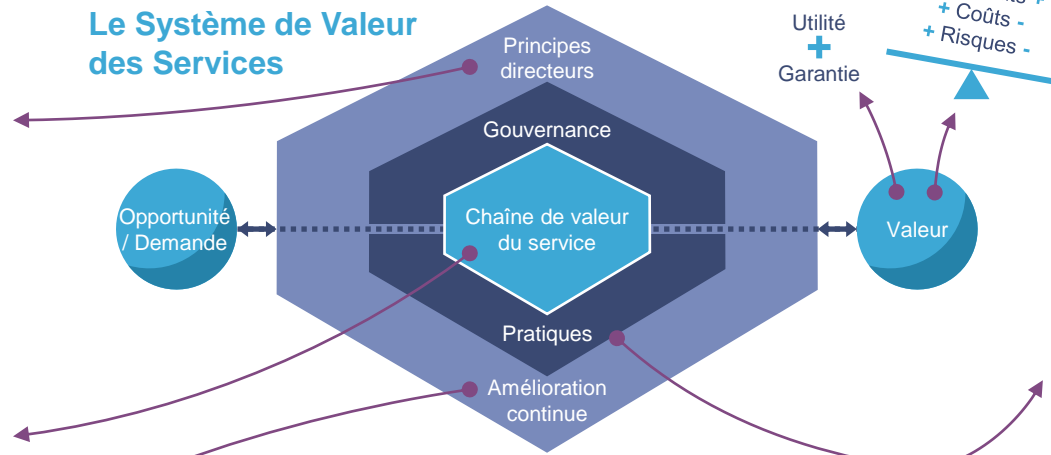 Le Système de Valeur
des Services
Utilité
+
Garantie
+ Coûts -
+ Risques -
Principes
directeurs
Gouvernance
Opportunité
/ Demande
Chaîne de valeur
du service
Valeur
Pratiques
Amélioration
continue